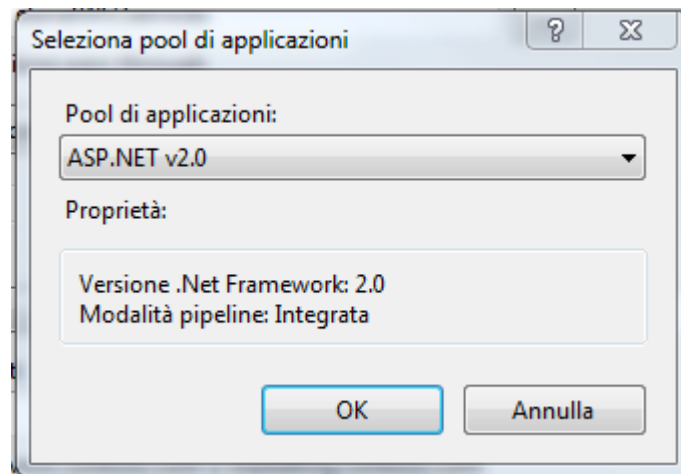 Seleziona pool di applicazioni
Pool di applicazioni:
ASP.NET v2.0
Proprietà:
Versione .Net Framework: 2.0
Modalità pipeline: Integrata
OK
Annulla